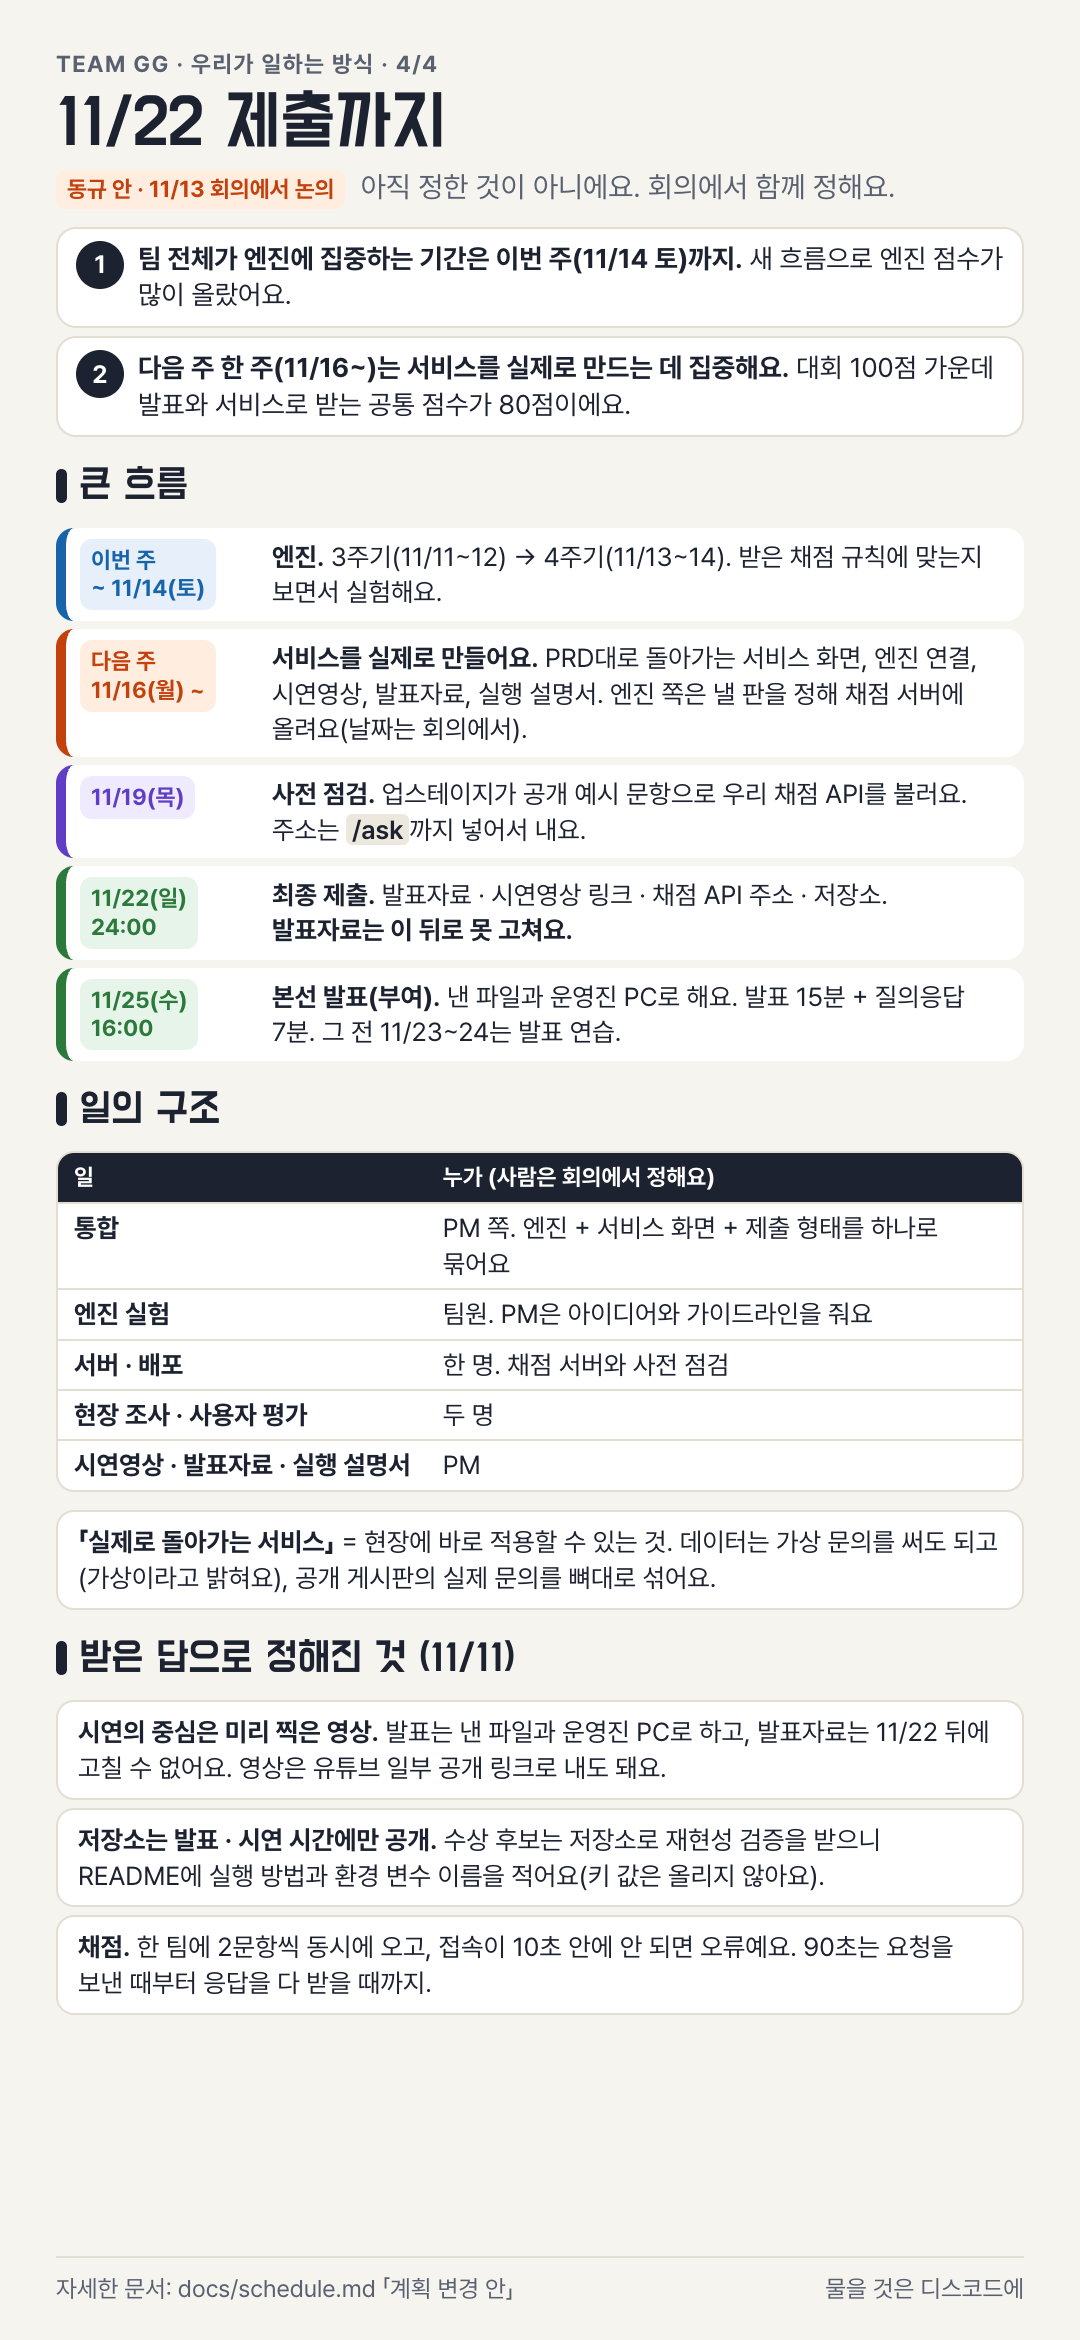 TEAM GG · 우리가 일하는 방식 · 4/4
11/22 제출까지
동규 안 · 11/13 회의에서 논의 아직 정한 것이 아니에요. 회의에서 함께 정해요.
1 팀 전체가 엔진에 집중하는 기간은 이번 주(11/14 토)까지. 새 흐름으로 엔진 점수가
많이 올랐어요.
2 다음 주 한 주(11/16~)는 서비스를 실제로 만드는 데 집중해요. 대회 100점 가운데
발표와 서비스로 받는 공통 점수가 80점이에요.
큰 흐름
이번 주
~ 11/14(토)
엔진. 3주기(11/11~12) → 4주기(11/13~14). 받은 채점 규칙에 맞는지
보면서 실험해요.
다음 주
11/16(월) ~
서비스를 실제로 만들어요. PRD대로 돌아가는 서비스 화면, 엔진 연결,
시연영상, 발표자료, 실행 설명서. 엔진 쪽은 낼 판을 정해 채점 서버에
올려요(날짜는 회의에서).
11/19(목)
사전 점검. 업스테이지가 공개 예시 문항으로 우리 채점 API를 불러요.
주소는 /ask까지 넣어서 내요.
11/22(일)
24:00
최종 제출. 발표자료 · 시연영상 링크 · 채점 API 주소 · 저장소.
발표자료는 이 뒤로 못 고쳐요.
11/25(수)
16:00
본선 발표(부여). 낸 파일과 운영진 PC로 해요. 발표 15분 + 질의응답
7분. 그 전 11/23~24는 발표 연습.
일의 구조
일 누가 (사람은 회의에서 정해요)
통합 PM 쪽. 엔진 + 서비스 화면 + 제출 형태를 하나로
묶어요
엔진 실험 팀원. PM은 아이디어와 가이드라인을 줘요
서버 · 배포 한 명. 채점 서버와 사전 점검
현장 조사 · 사용자 평가 두 명
시연영상 · 발표자료 · 실행 설명서 PM
「실제로 돌아가는 서비스」 = 현장에 바로 적용할 수 있는 것. 데이터는 가상 문의를 써도 되고
(가상이라고 밝혀요), 공개 게시판의 실제 문의를 뼈대로 섞어요.
받은 답으로 정해진 것 (11/11)
시연의 중심은 미리 찍은 영상. 발표는 낸 파일과 운영진 PC로 하고, 발표자료는 11/22 뒤에
고칠 수 없어요. 영상은 유튜브 일부 공개 링크로 내도 돼요.
저장소는 발표 · 시연 시간에만 공개. 수상 후보는 저장소로 재현성 검증을 받으니
README에 실행 방법과 환경 변수 이름을 적어요(키 값은 올리지 않아요).
채점. 한 팀에 2문항씩 동시에 오고, 접속이 10초 안에 안 되면 오류예요. 90초는 요청을
보낸 때부터 응답을 다 받을 때까지.
자세한 문서: docs/schedule.md 「계획 변경 안」 물을 것은 디스코드에